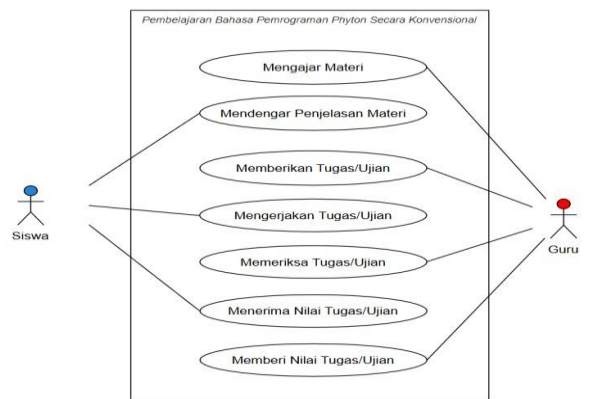 Pembelajaran Bahasa Pemrograman Phyton Secara Konvensional
Mengajar Materi
Mendengar Penjelasan Materi
Memberikan Tugas/Ujian
Mengerjakan Tugas/Ujian
Siswa
Guru
Memeriksa Tugas/Ujian
Menerima Nilai Tugas/Ujian
Memberi Nilai Tugas/Ujian